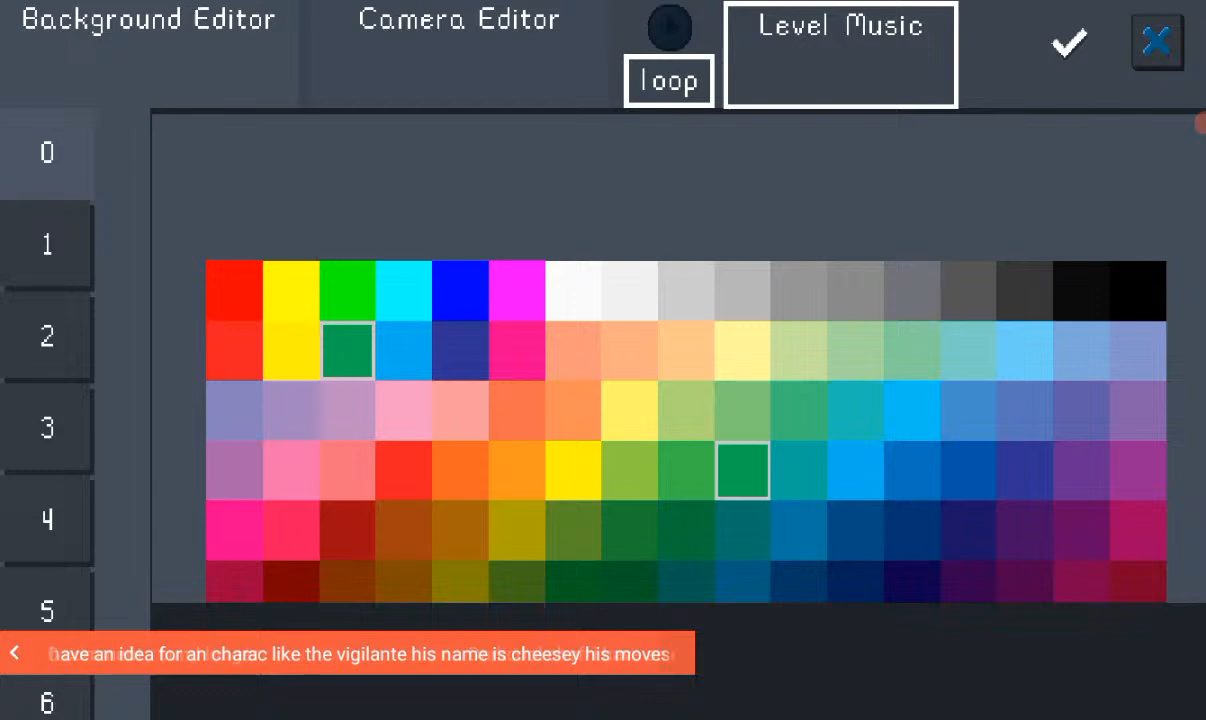 Background Editor
Camera Editor
Level Music
loop
0
1
2
3
4
5
have an idea for an charac like the vigilante his name is cheesey his moves
6